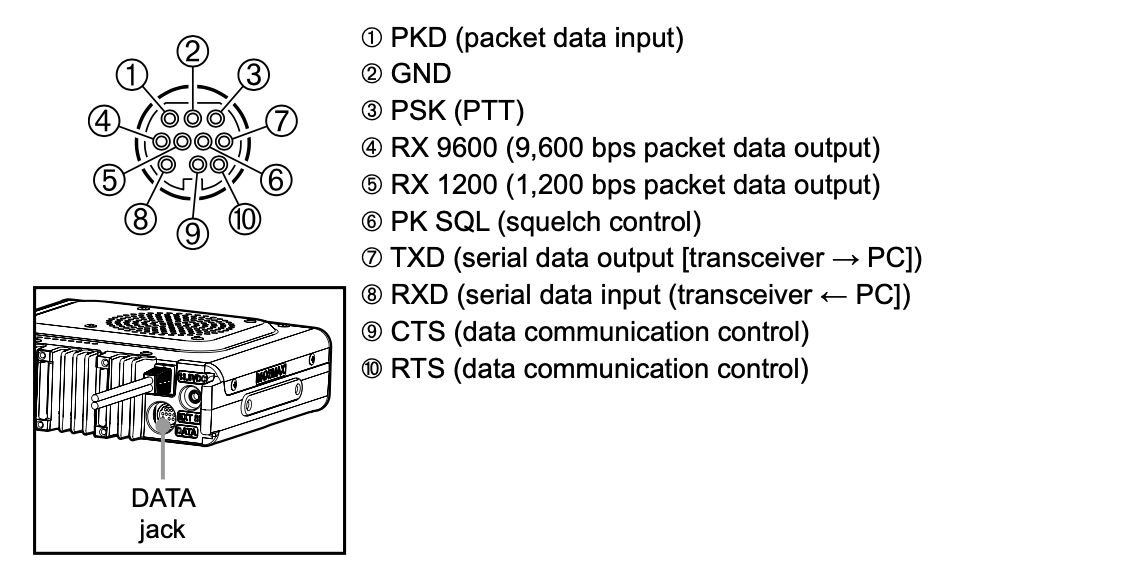 ① PKD (packet data input)
② GND
③ PSK (PTT)
④ RX 9600 (9,600 bps packet data output)
⑤ RX 1200 (1,200 bps packet data output)
⑥ PK SQL (squelch control)
⑦ TXD (serial data output [transceiver → PC])
⑧ RXD (serial data input (transceiver ← PC])
⑨ CTS (data communication control)
⑩ RTS (data communication control)
②
① ③
④ ⑦
⑤ ⑥
⑧ ⑩
⑨
DATA
DATA
jack